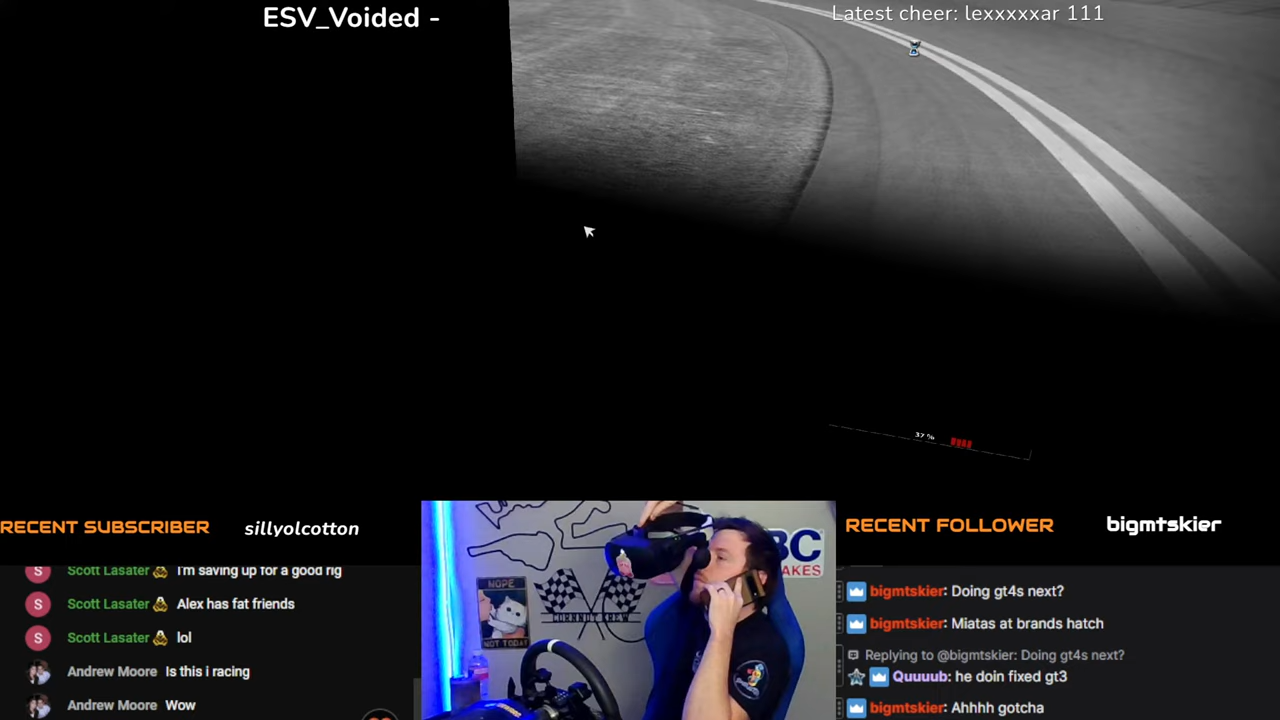 ESV_Voided -
Latest cheer: lexxxxxar 111
37 %
RECENT SUBSCRIBER
sillyolcotton
RECENT FOLLOWER
bigmtskier
S Scott Lasater I'm saving up for a good rig
S Scott Lasater Alex has fat friends
S Scott Lasater lol
Andrew Moore Is this i racing
Andrew Moore Wow
NOPE
NOT TODAY
BC
AKES
bigmtskier: Doing gt4s next?
bigmtskier: Miatas at brands hatch
Replying to @bigmtskier: Doing gt4s next?
Quuuub: he doin fixed gt3
bigmtskier: Ahhhh gotcha